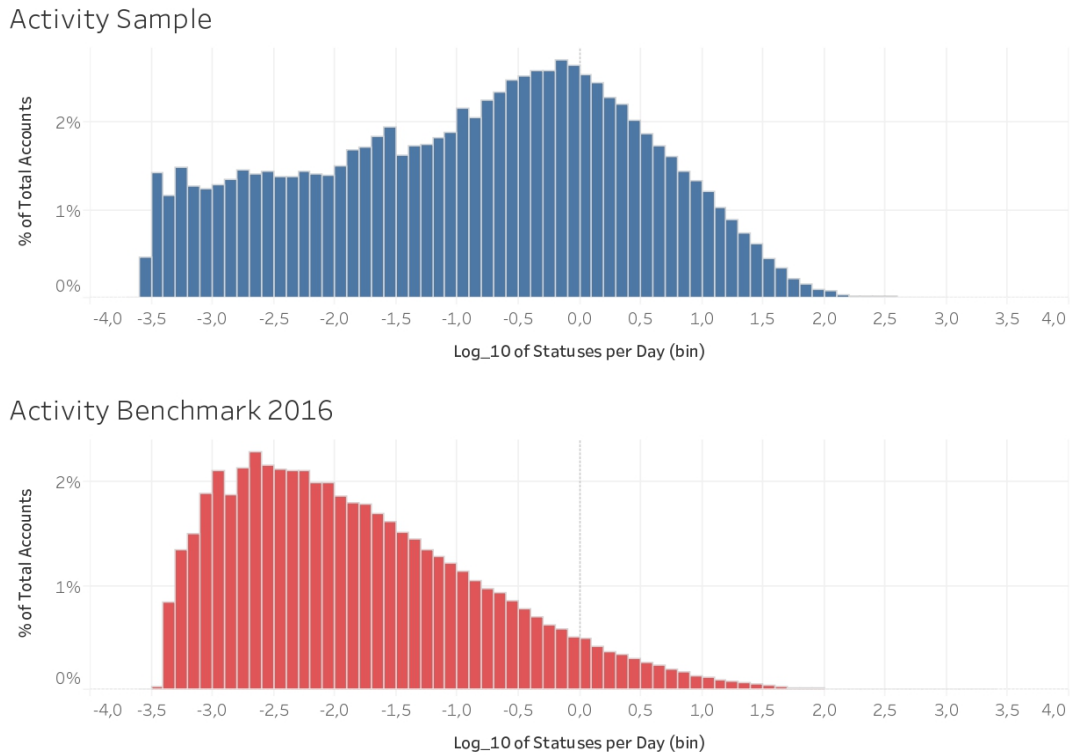 Activity Sample
% of Total Accounts
2%
1%
0%
-4,0 -3,5 -3,0 -2,5 -2,0 -1,5 -1,0 -0,5 0,0 0,5 1,0 1,5 2,0 2,5 3,0 3,5 4,0
Log_10 of Statuses per Day (bin)
Activity Benchmark 2016
% of Total Accounts
2%
1%
0%
-4,0 -3,5 -3,0 -2,5 -2,0 -1,5 -1,0 -0,5 0,0 0,5 1,0 1,5 2,0 2,5 3,0 3,5 4,0
Log_10 of Statuses per Day (bin)